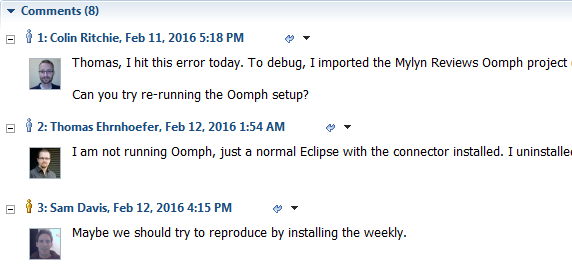 Comments (8)
1: Colin Ritchie, Feb 11, 2016 5:18 PM
Thomas, I hit this error today. To debug, I imported the Mylyn Reviews Oomph project
Can you try re-running the Oomph setup?
2: Thomas Ehrnhoefer, Feb 12, 2016 1:54 AM
I am not running Oomph, just a normal Eclipse with the connector installed. I uninstalle
3: Sam Davis, Feb 12, 2016 4:15 PM
Maybe we should try to reproduce by installing the weekly.